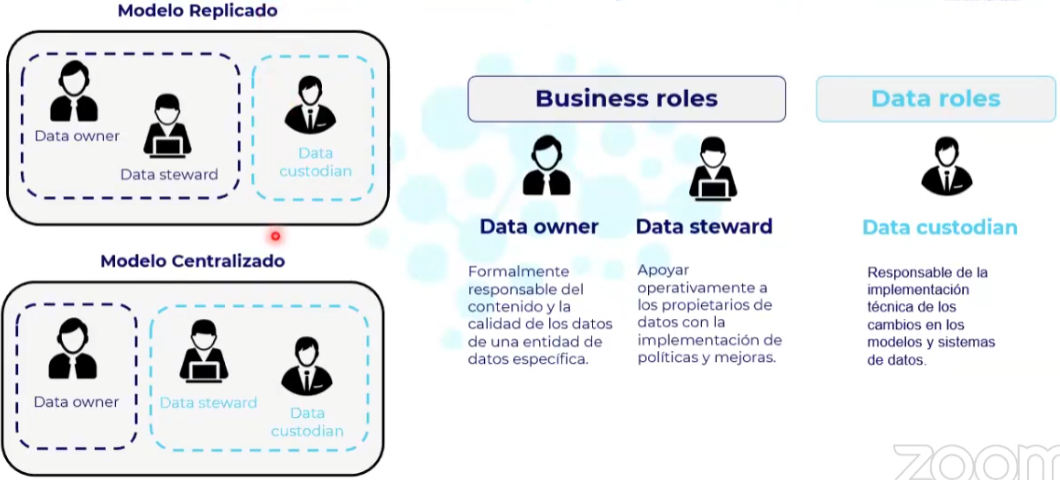 Modelo Replicado
Data owner
Data steward
Data
custodian
Modelo Centralizado
Data owner
Data steward
Data
custodian
Business roles
Data owner
Formalmente
responsable del
contenido y la
calidad de los datos
de una entidad de
datos específica.
Data steward
Apoyar
operativamente a
los propietarios de
datos con la
implementación de
políticas y mejoras.
Data roles
Data custodian
Responsable de la
implementación
técnica de los
cambios en los
modelos y sistemas
de datos.
zoom